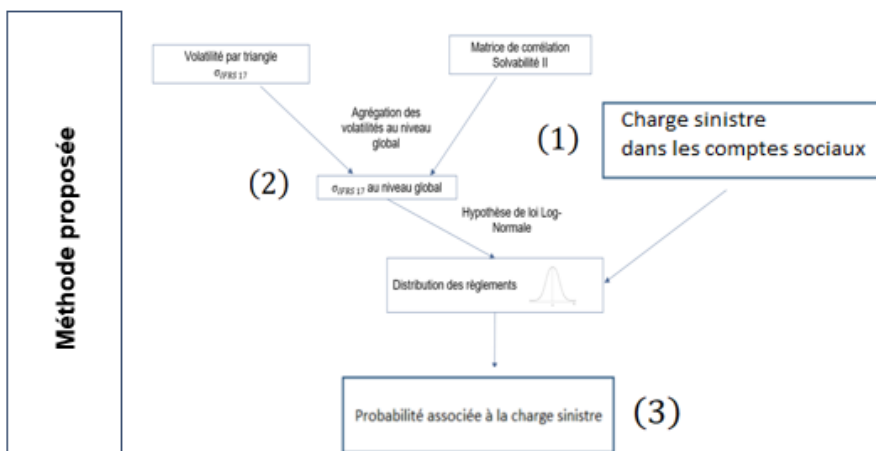 Méthode proposée
Volatilité par triangle
σIFRS 17
Matrice de corrélation
Solvabilité II
Agrégation des
volatilités au niveau
global
(1)
Charge sinistre
dans les comptes sociaux
(2)
σIFRS 17 au niveau global
Hypothèse de loi Log-
Normale
Distribution des règlements
Probabilité associée à la charge sinistre
(3)